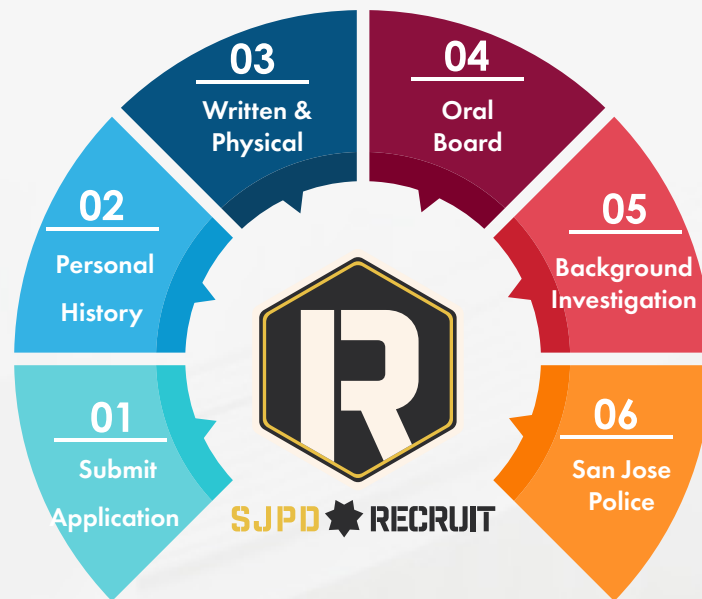 01
Submit
Application
02
Personal
History
03
Written &
Physical
04
Oral
Board
05
Background
Investigation
06
San Jose
Police
R
SJPD RECRUIT